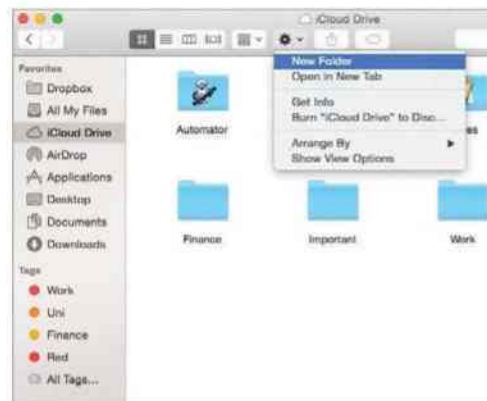 iCloud Drive
New Folder
Open in New Tab
Get Info
Burn "iCloud Drive" to Disc...
Arrange By
Show View Options
Favorites
Dropbox
All My Files
iCloud Drive
AirDrop
Applications
Desktop
Documents
Downloads
Tags
Work
Uni
Finance
Red
All Tags...
Automator
Finance
Important
Work